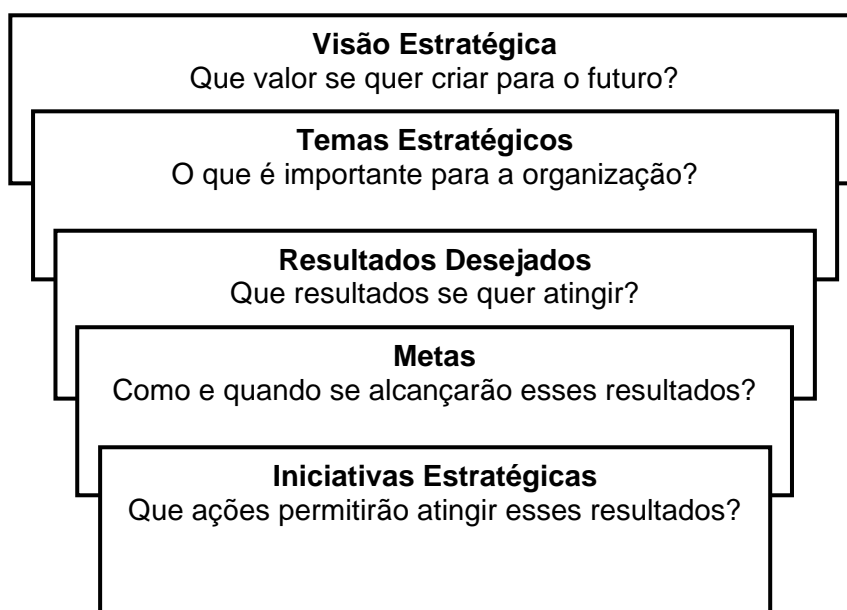 Visão Estratégica
Que valor se quer criar para o futuro?
Temas Estratégicos
O que é importante para a organização?
Resultados Desejados
Que resultados se quer atingir?
Metas
Como e quando se alcançarão esses resultados?
Iniciativas Estratégicas
Que ações permitirão atingir esses resultados?